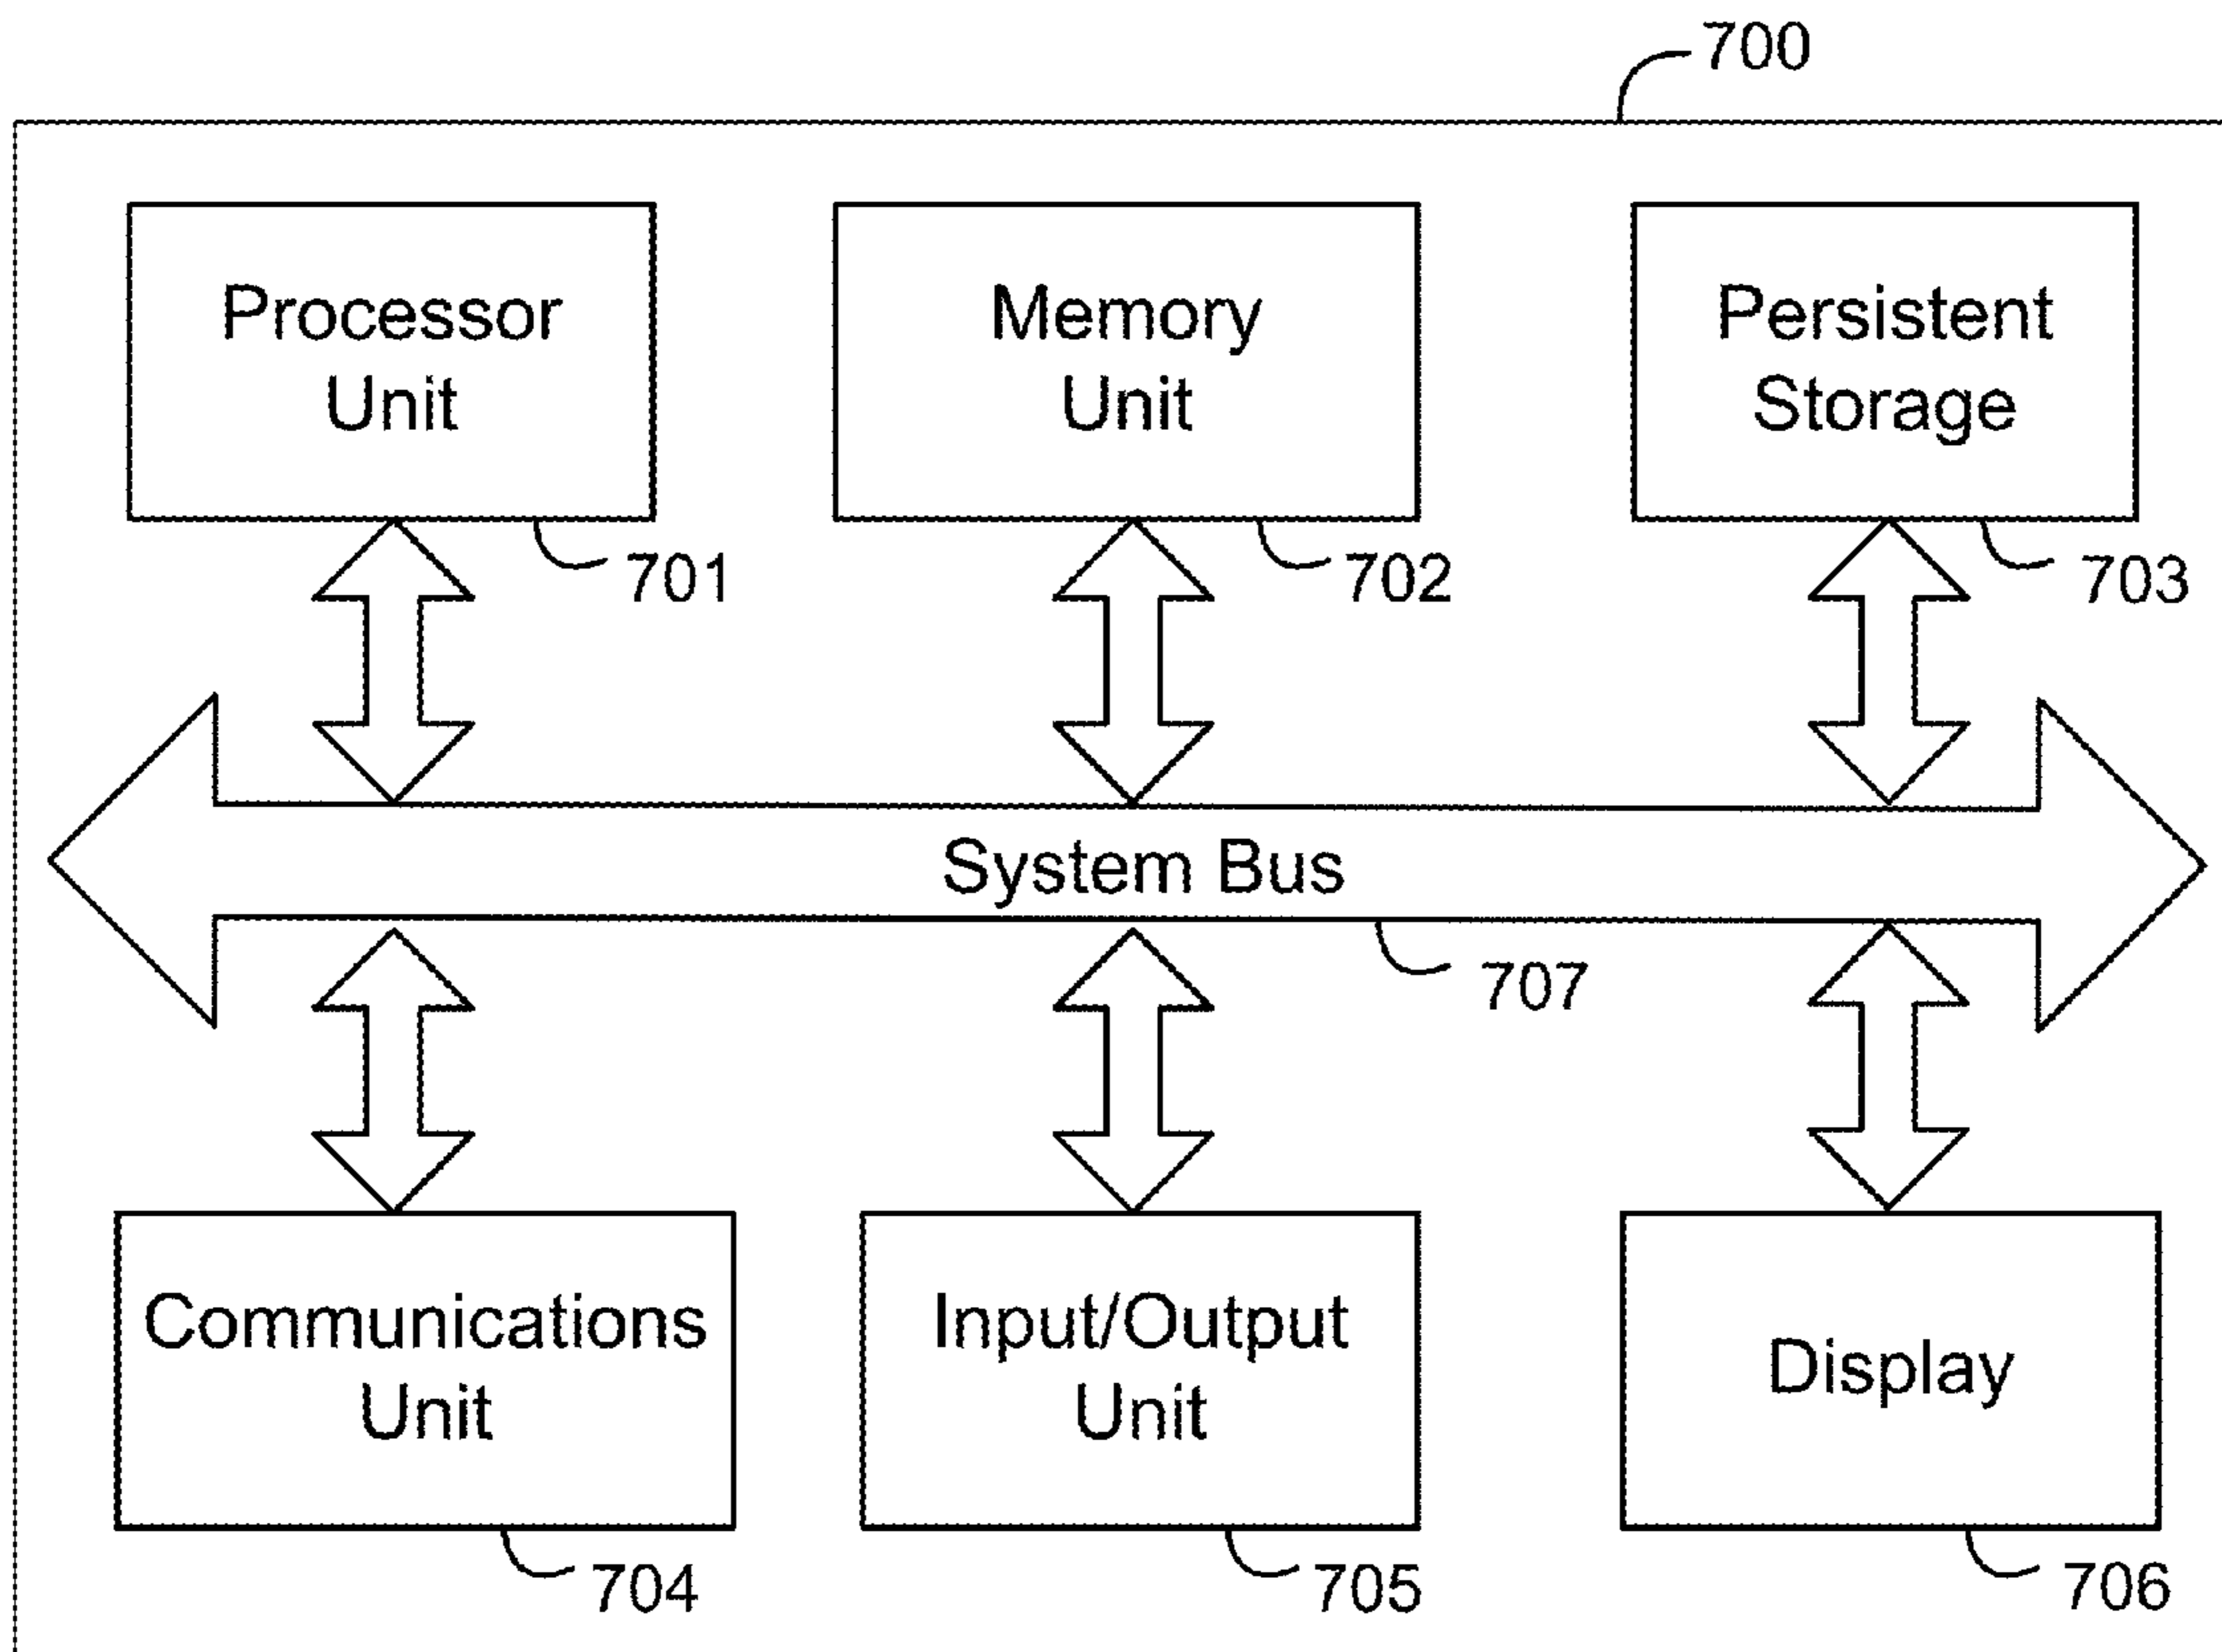 700
Processor
Unit
701
Memory
Unit
702
Persistent
Storage
703
System Bus
707
Communications
Unit
704
Input/Output
Unit
705
Display
706